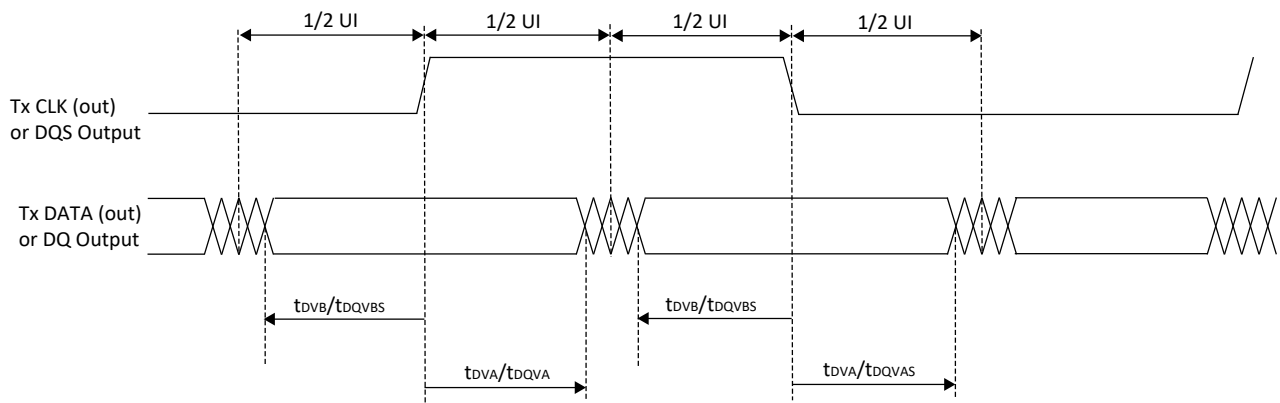 1/2 UI
1/2 UI
1/2 UI
1/2 UI
Tx CLK (out)
or DQS Output
Tx DATA (out)
or DQ Output
tDVB/tDQVBS
tDVB/tDQVBS
tDVA/tDQVA
tDVA/tDQVAS